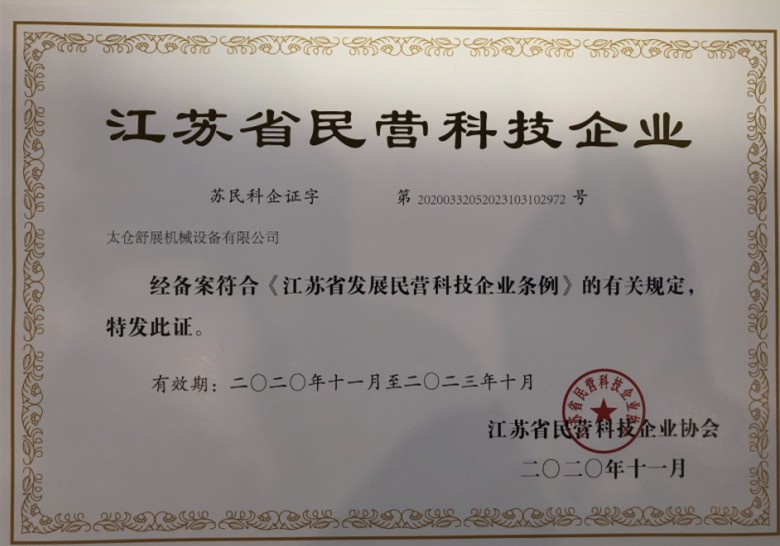 江苏省民营科技企业
苏民科企证字 第 20200332052023103102972 号
太仓舒展机械设备有限公司
经备案符合《江苏省发展民营科技企业条例》的有关规定，
特发此证。
有效期：二〇二〇年十一月至二〇二三年十月
江苏省民营科技企业协会
二〇二〇年十一月